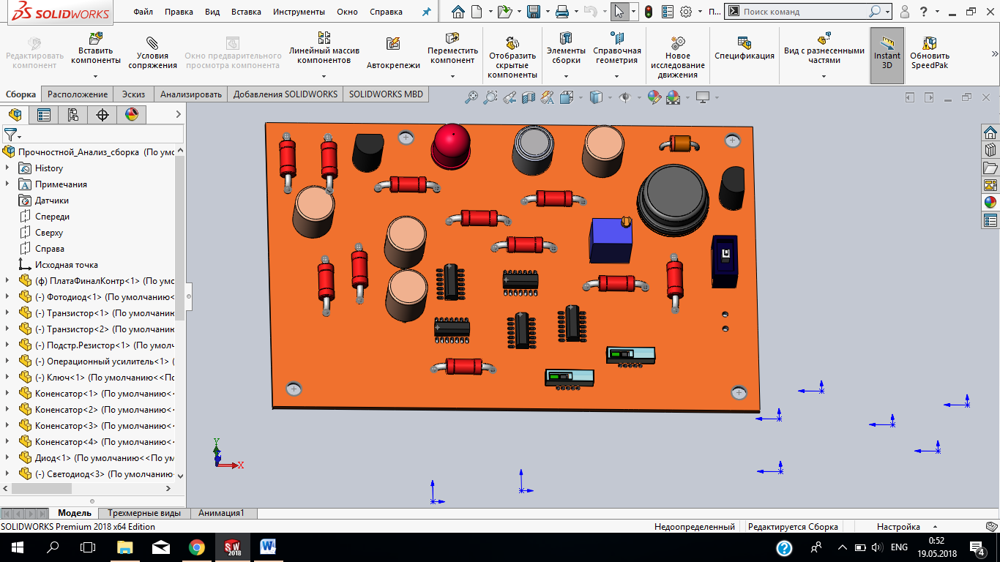 SOLIDWORKS
Файл Правка Вид Вставка Инструменты Окно Справка П... Поиск команд
Редактировать компонент
Вставить компоненты
Условия сопряжения
Окно предварительного просмотра компонента
Линейный массив компонентов
Автокрепежи
Переместить компонент
Отобразить скрытые компоненты
Элементы сборки
Справочная геометрия
Новое исследование движения
Спецификация
Вид с разнесенными частями
Instant 3D
Обновить SpeedPak
Сборка Расположение Эскиз Анализировать Добавления SOLIDWORKS SOLIDWORKS MBD
Прочностной_Анализ_сборка (По умо
History
Примечания
Датчики
Спереди
Сверху
Справа
Исходная точка
(ф) ПлатаФиналКонтр<1> (По умо
(-) Фотодиод<1> (По умолчанию<
(-) Транзистор<1> (По умолчанию
(-) Транзистор<2> (По умолчанию
(-) Подстр.Резистор<1> (По умолч
(-) Операционный усилитель<1> (
(-) Ключ<1> (По умолчанию<<По
Коненсатор<1> (По умолчанию<
Коненсатор<2> (По умолчанию<
Коненсатор<3> (По умолчанию<
Коненсатор<4> (По умолчанию<
Диод<1> (По умолчанию<<По ум
(-) Светодиод<3> (По умолчанию
Y
X
Модель Трехмерные виды Анимация1
SOLIDWORKS Premium 2018 x64 Edition Недоопределенный Редактируется Сборка Настройка
SW 2018
W
ENG
0:52
19.05.2018
4